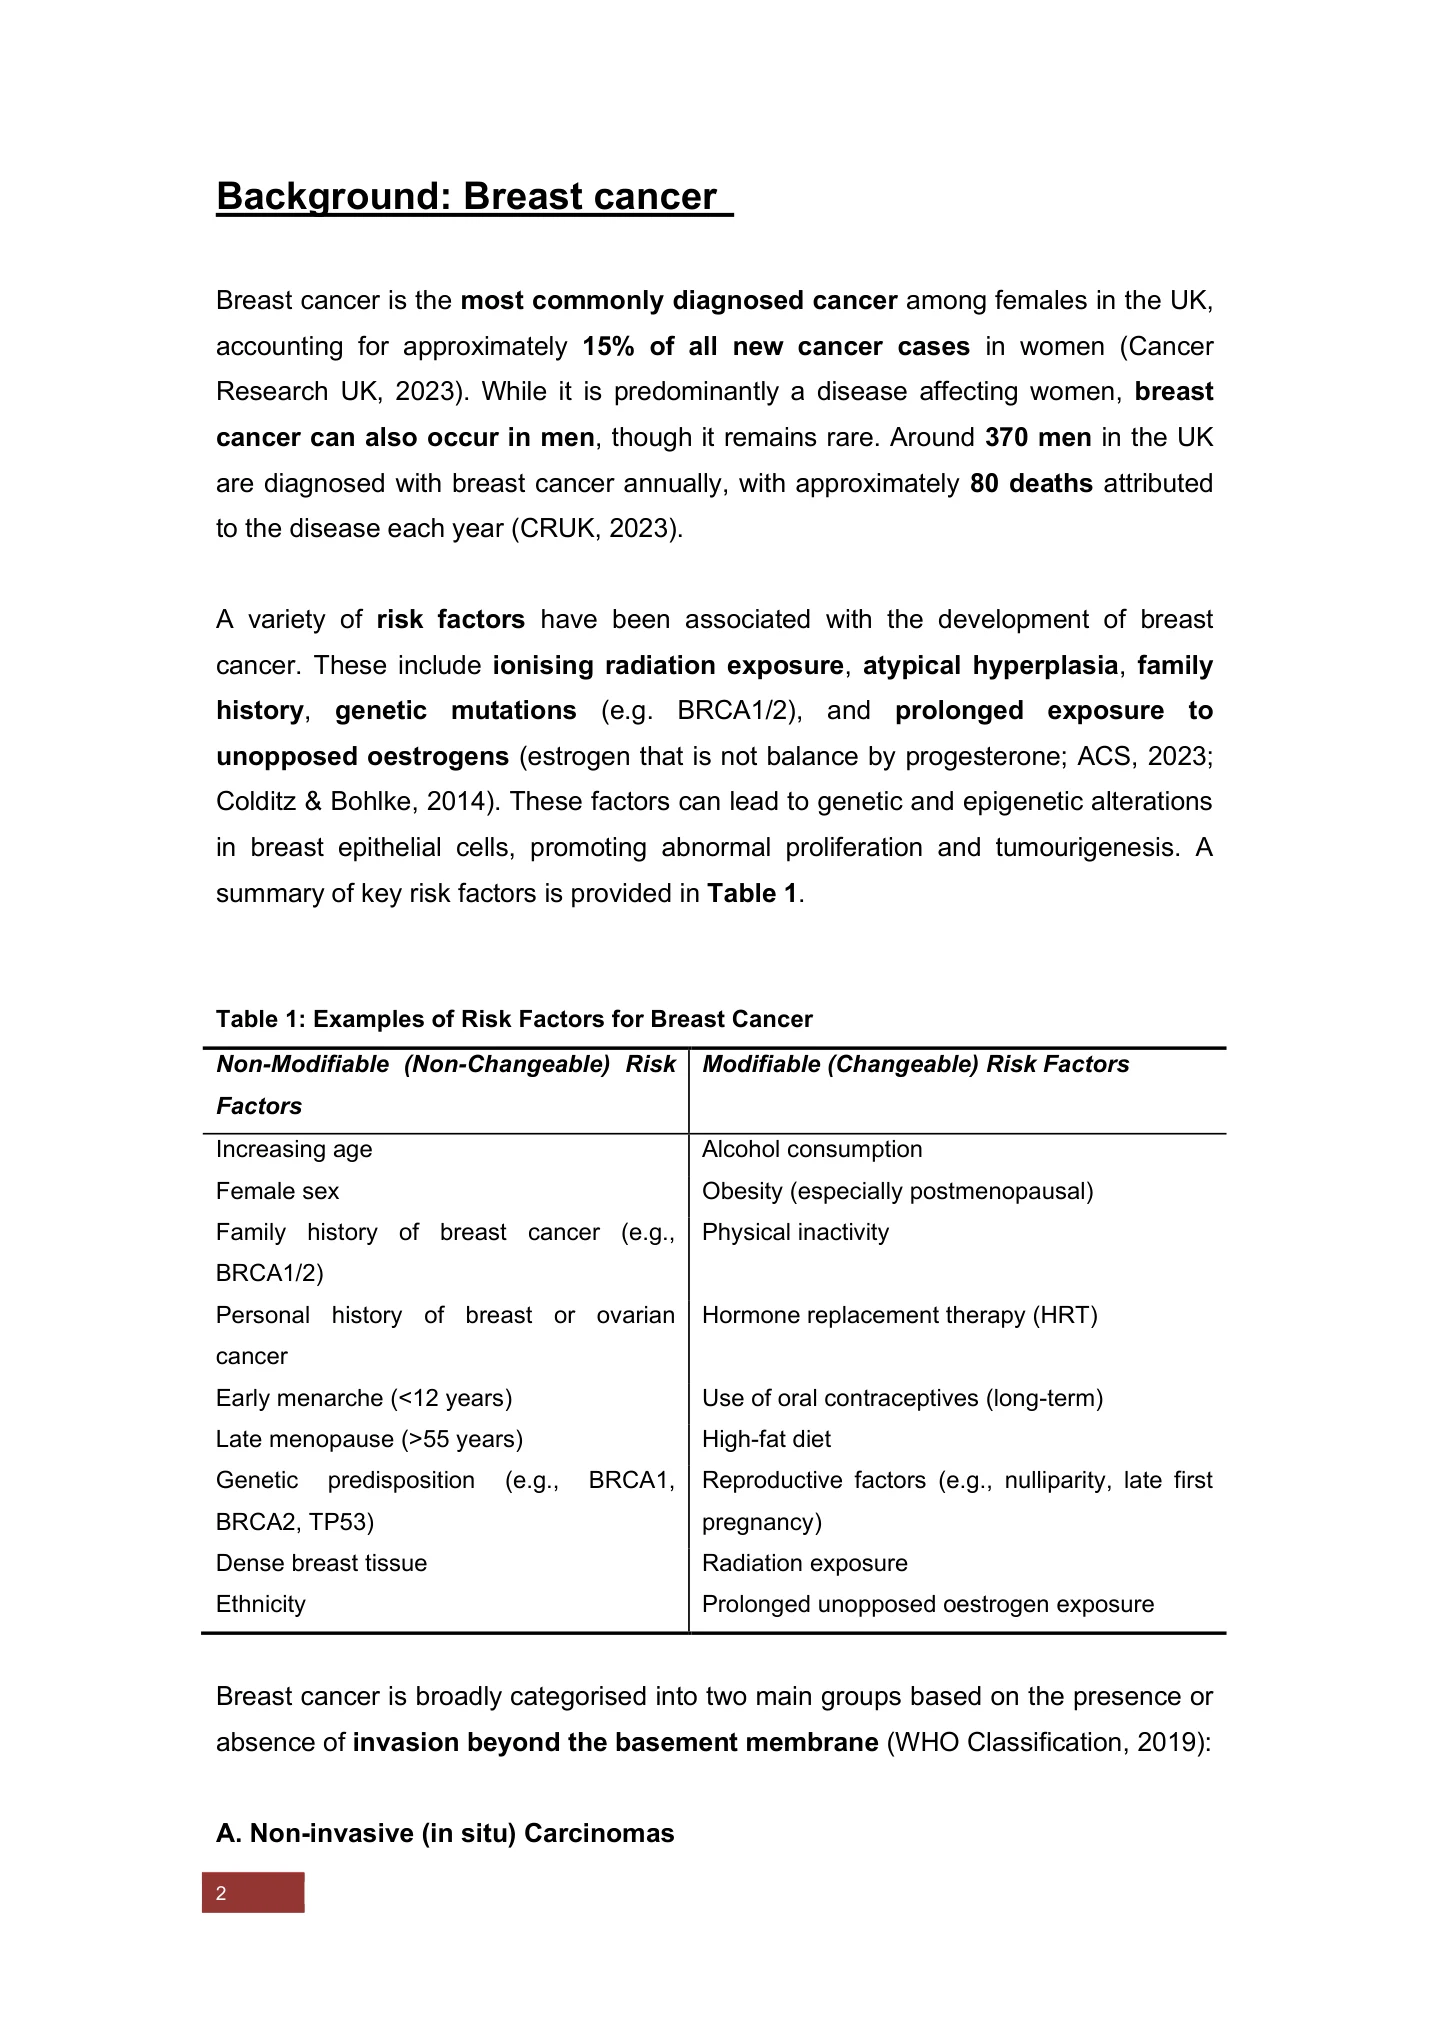 Background: Breast cancer
Breast cancer is the most commonly diagnosed cancer among females in the UK,
accounting for approximately 15% of all new cancer cases in women (Cancer
Research UK, 2023). While it is predominantly a disease affecting women, breast
cancer can also occur in men, though it remains rare. Around 370 men in the UK
are diagnosed with breast cancer annually, with approximately 80 deaths attributed
to the disease each year (CRUK, 2023).
A variety of risk factors have been associated with the development of breast
cancer. These include ionising radiation exposure, atypical hyperplasia, family
history, genetic mutations (e.g. BRCA1/2), and prolonged exposure to
unopposed oestrogens (estrogen that is not balance by progesterone; ACS, 2023;
Colditz & Bohlke, 2014). These factors can lead to genetic and epigenetic alterations
in breast epithelial cells, promoting abnormal proliferation and tumourigenesis. A
summary of key risk factors is provided in Table 1.
Table 1: Examples of Risk Factors for Breast Cancer
Non-Modifiable (Non-Changeable) Risk Modifiable (Changeable) Risk Factors
Factors
Increasing age Alcohol consumption
Female sex Obesity (especially postmenopausal)
Family history of breast cancer (e.g., Physical inactivity
BRCA1/2)
Personal history of breast or ovarian Hormone replacement therapy (HRT)
cancer
Early menarche (<12 years) Use of oral contraceptives (long-term)
Late menopause (>55 years) High-fat diet
Genetic predisposition (e.g., BRCA1, Reproductive factors (e.g., nulliparity, late first
BRCA2, TP53) pregnancy)
Dense breast tissue Radiation exposure
Ethnicity Prolonged unopposed oestrogen exposure
Breast cancer is broadly categorised into two main groups based on the presence or
absence of invasion beyond the basement membrane (WHO Classification, 2019):
A. Non-invasive (in situ) Carcinomas
2